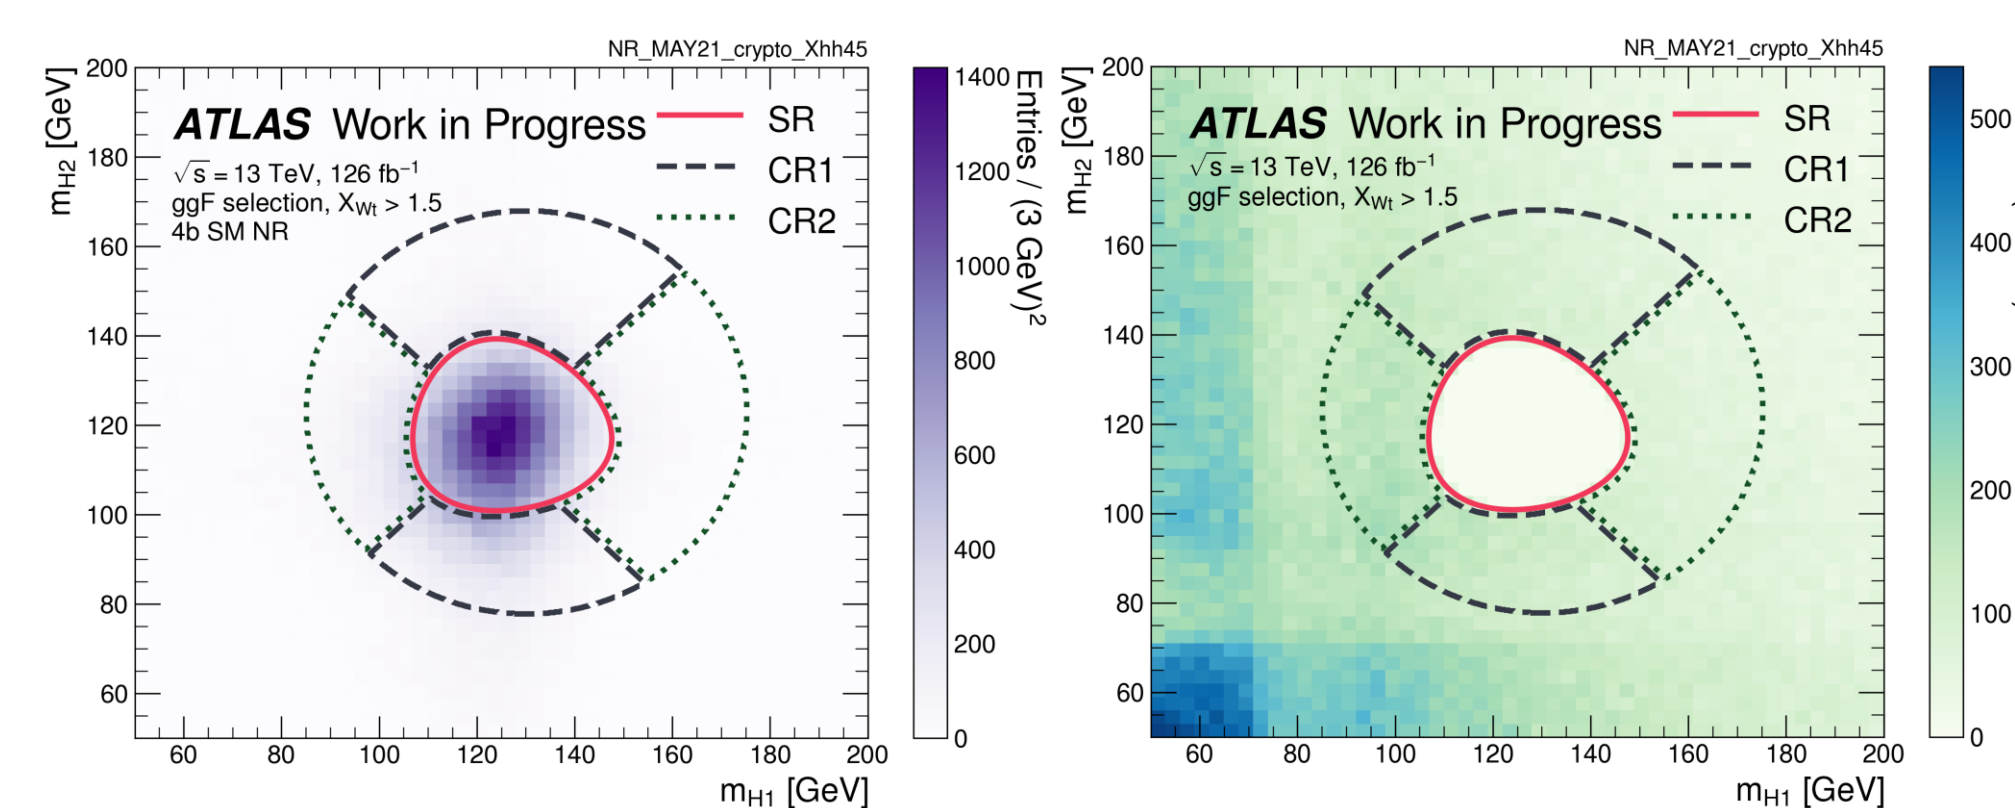 NR_MAY21_crypto_Xhh45
ATLAS Work in Progress
√s = 13 TeV, 126 fb⁻¹
ggF selection, X_Wt > 1.5
4b SM NR
SR
CR1
CR2
m_H2 [GeV]
200
180
160
140
120
100
80
60
60 80 100 120 140 160 180 200
m_H1 [GeV]
Entries / (3 GeV)²
1400
1200
1000
800
600
400
200
0
NR_MAY21_crypto_Xhh45
ATLAS Work in Progress
√s = 13 TeV, 126 fb⁻¹
ggF selection, X_Wt > 1.5
SR
CR1
CR2
m_H2 [GeV]
200
180
160
140
120
100
80
60
60 80 100 120 140 160 180 200
m_H1 [GeV]
500
400
300
200
100
0